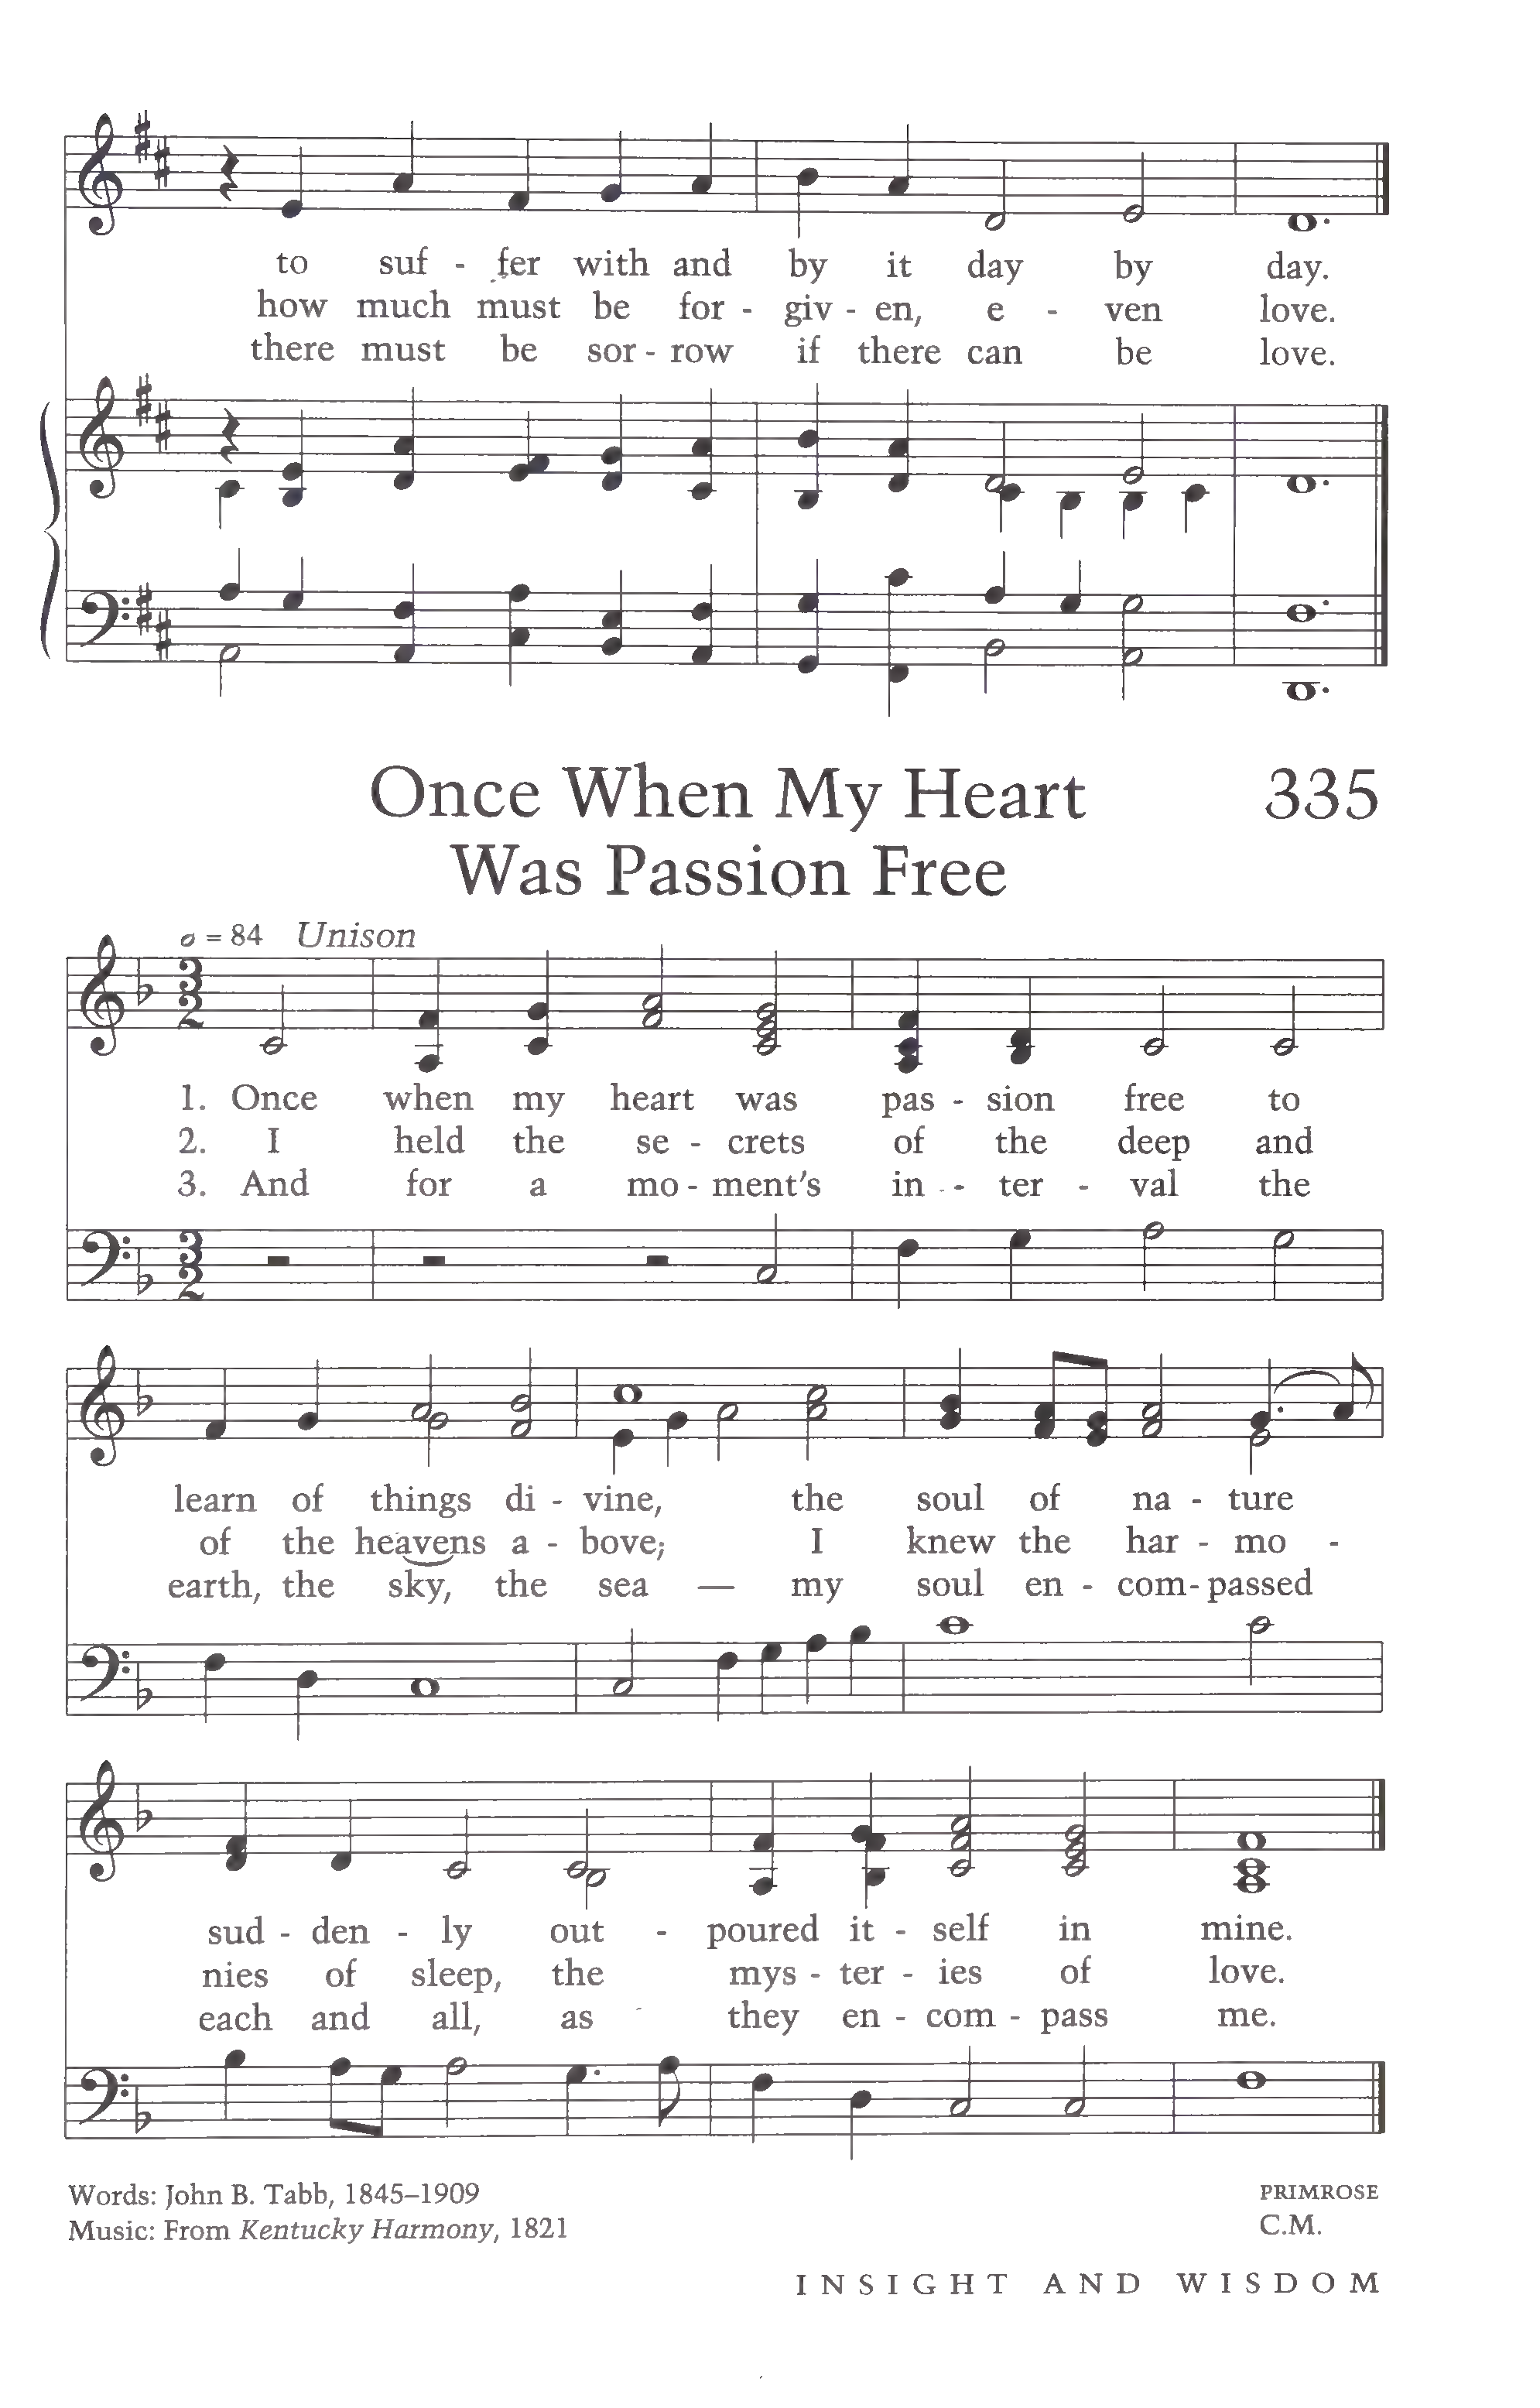 to suf - fer with and by it day by day.
how much must be for - giv - en, e - ven love.
there must be sor - row if there can be love.
Once When My Heart 335
Was Passion Free
= 84 Unison
1. Once when my heart was pas - sion free to
2. I held the se - crets of the deep and
3. And for a mo - ment's in - ter - val the
learn of things di - vine, the soul of na - ture
of the heavens a - bove; I knew the har - mo -
earth, the sky, the sea — my soul en - com - passed
sud - den - ly out - poured it - self in mine.
nies of sleep, the mys - ter - ies of love.
each and all, as they en - com - pass me.
Words: John B. Tabb, 1845–1909 PRIMROSE
Music: From Kentucky Harmony, 1821 C.M.
INSIGHT AND WISDOM